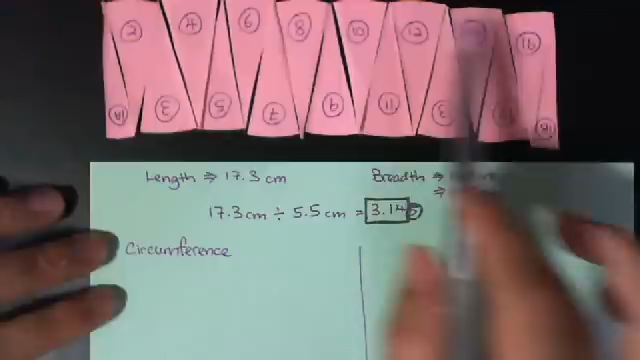 2 4 6 8 10 12 16
3 5 7 9 11
Length ⇒ 17.3 cm Breadth ⇒
⇒
17.3 cm ÷ 5.5 cm = 3.14
Circumference